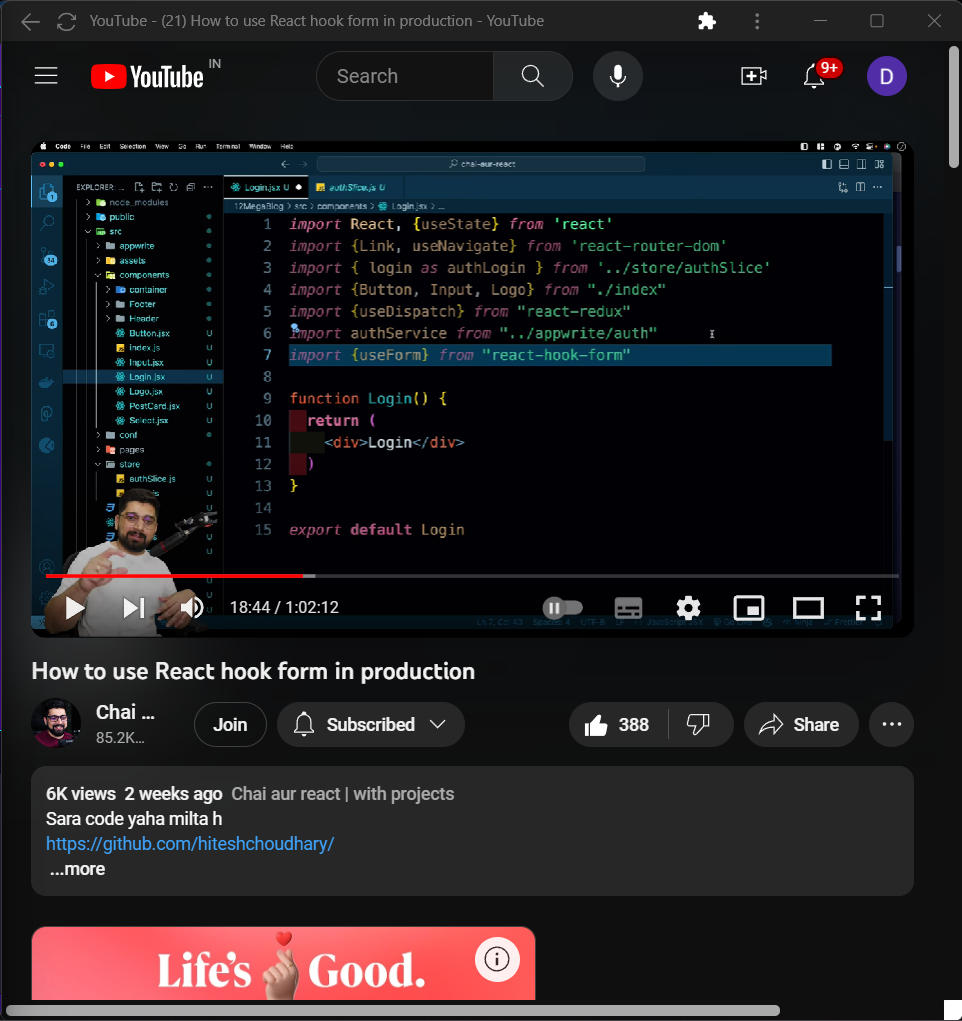 YouTube - (21) How to use React hook form in production - YouTube
YouTube IN
Search
9+
D
Code File Edit Selection View Go Run Terminal Window Help
chai-aur-react
EXPLORER: ...
Login.jsx U
authSlice.js U
12MegaBlog > src > components > Login.jsx > ...
node_modules
public
src
appwrite
assets
components
container
Footer
Header
Button.jsx U
index.js U
Input.jsx U
Login.jsx U
Logo.jsx U
PostCard.jsx U
Select.jsx U
conf
pages
store
authSlice.js U
1 import React, {useState} from 'react'
2 import {Link, useNavigate} from 'react-router-dom'
3 import { login as authLogin } from '../store/authSlice'
4 import {Button, Input, Logo} from "./index"
5 import {useDispatch} from "react-redux"
6 import authService from "../appwrite/auth"
7 import {useForm} from "react-hook-form"
8
9 function Login() {
10 return (
11 <div>Login</div>
12 )
13 }
14
15 export default Login
18:44 / 1:02:12
How to use React hook form in production
Chai ...
85.2K...
Join
Subscribed
388
Share
6K views 2 weeks ago Chai aur react | with projects
Sara code yaha milta h
https://github.com/hiteshchoudhary/
...more
Life's Good.